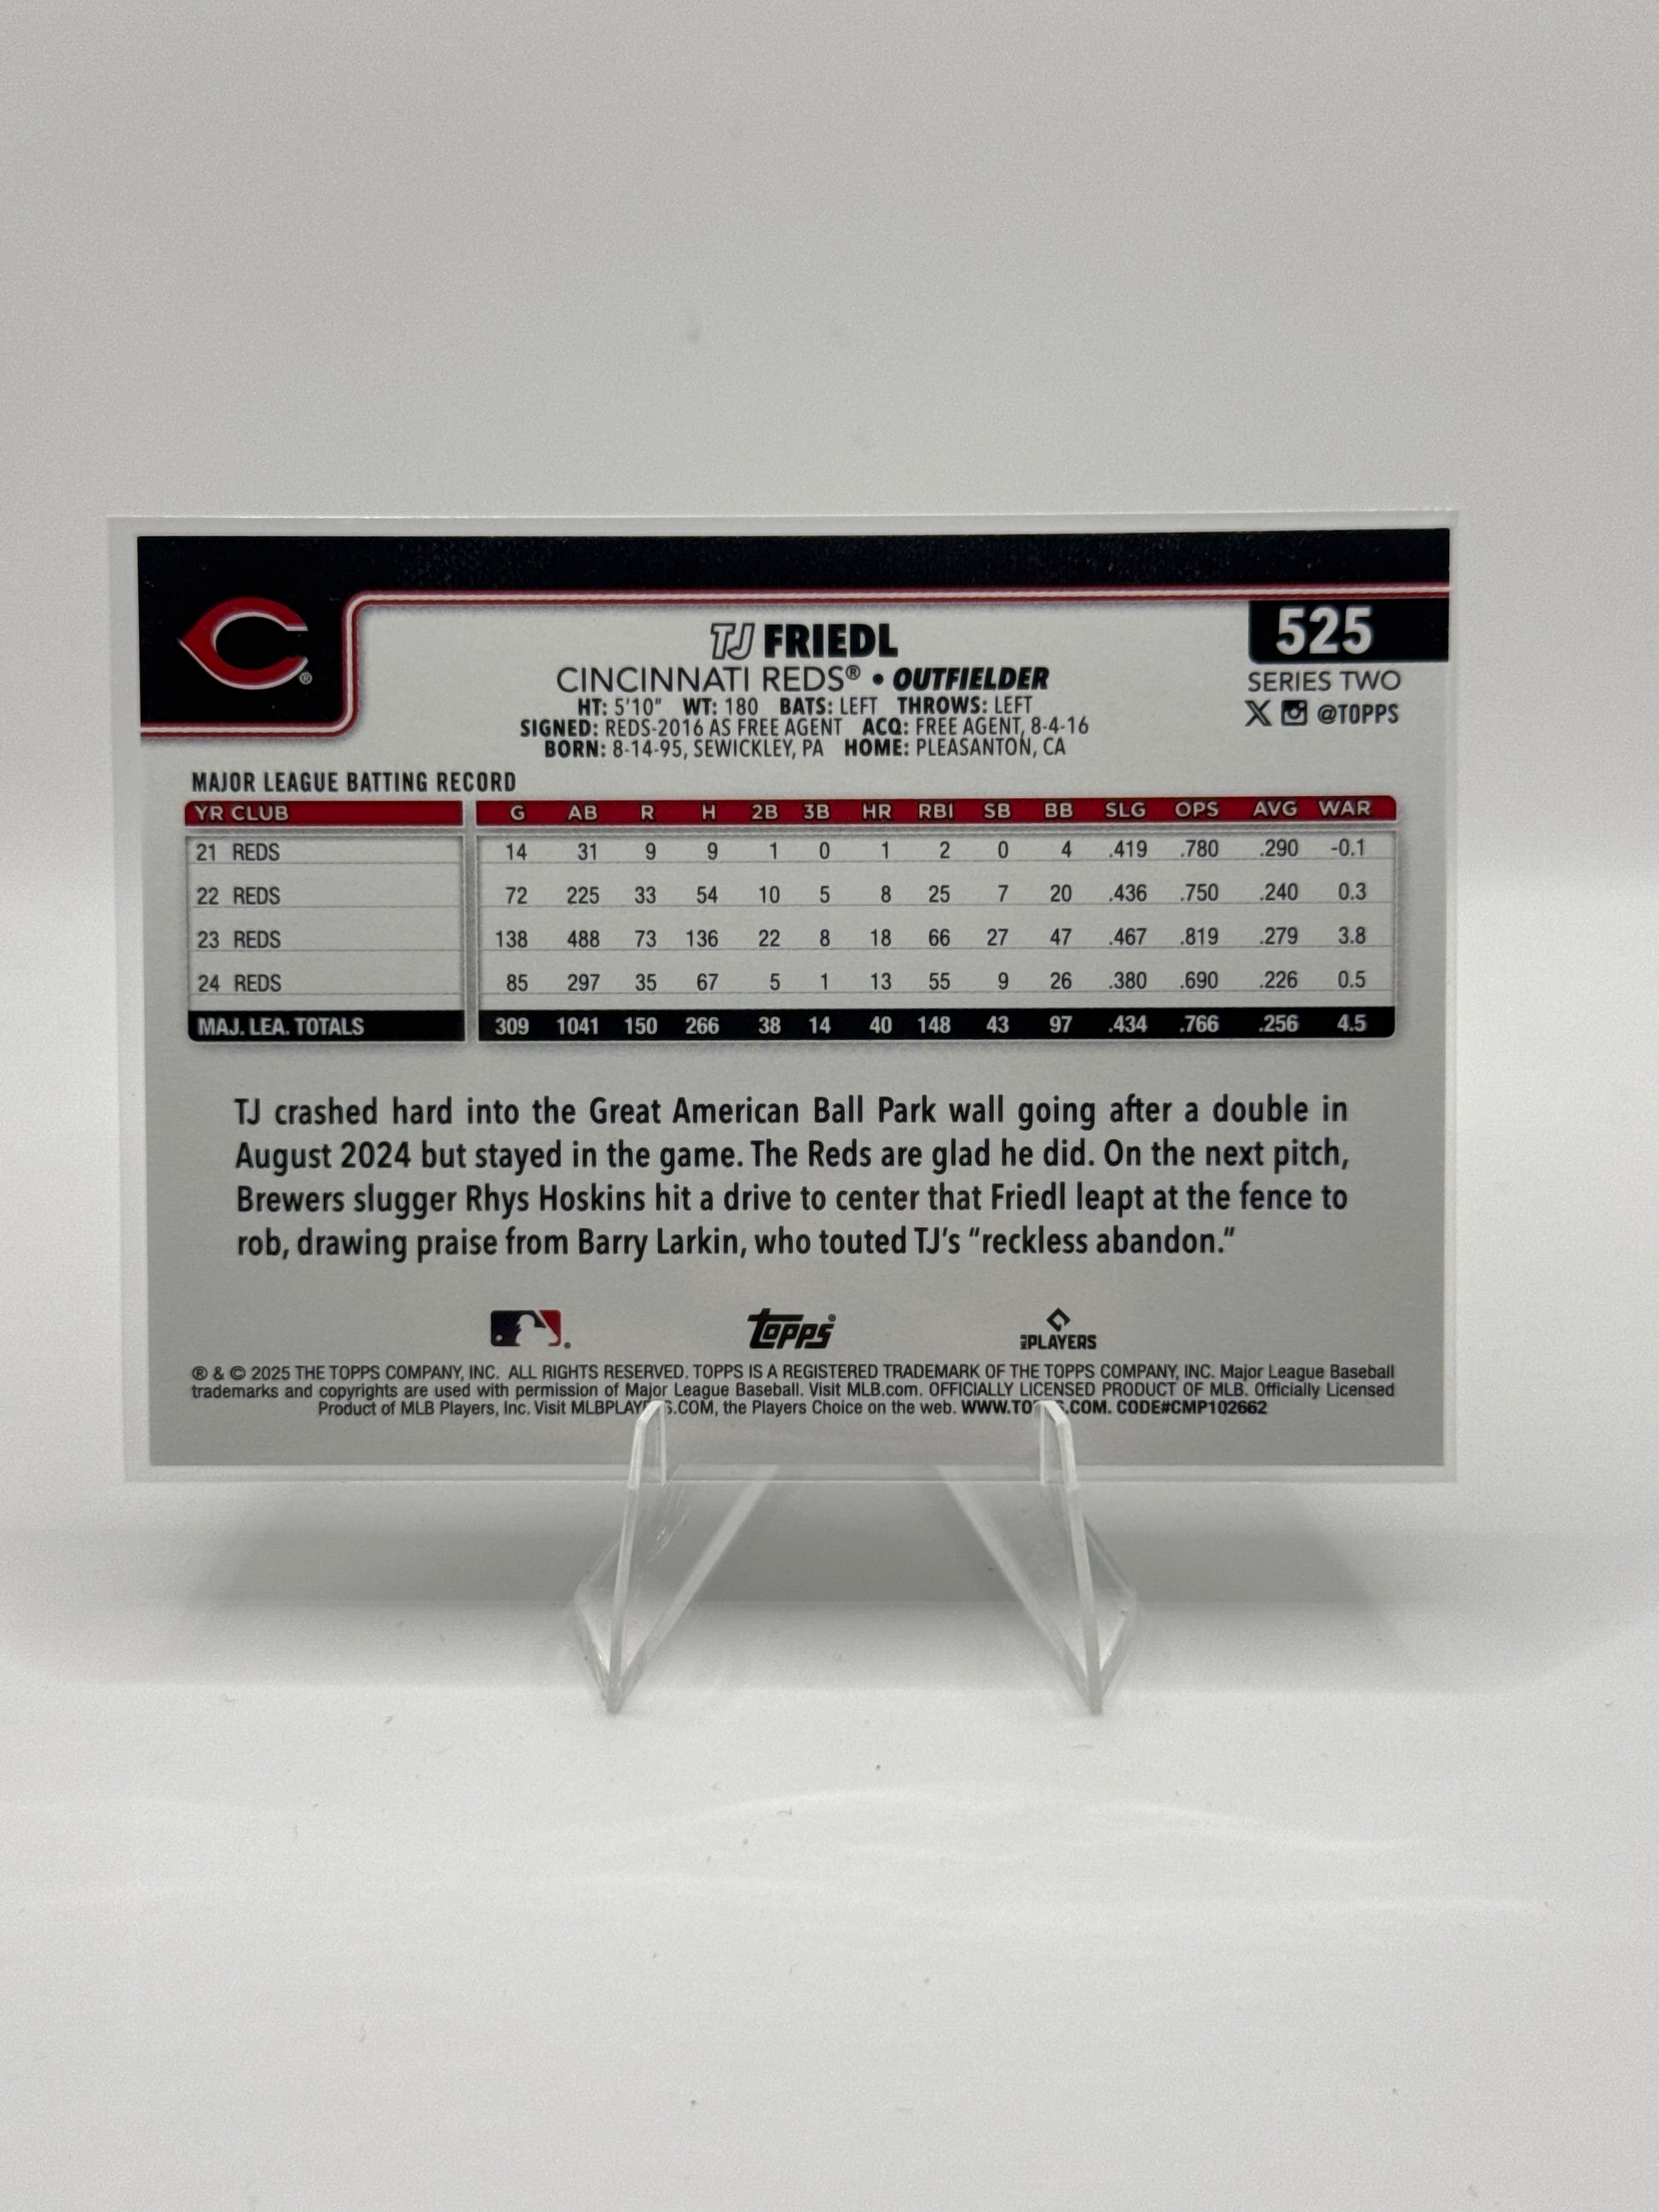 C
TJ FRIEDL
525
CINCINNATI REDS® • OUTFIELDER
SERIES TWO
HT: 5'10" WT: 180 BATS: LEFT THROWS: LEFT
X @TOPPS
SIGNED: REDS-2016 AS FREE AGENT ACQ: FREE AGENT, 8-4-16
BORN: 8-14-95, SEWICKLEY, PA HOME: PLEASANTON, CA
MAJOR LEAGUE BATTING RECORD
YR CLUB G AB R H 2B 3B HR RBI SB BB SLG OPS AVG WAR
21 REDS 14 31 9 9 1 0 1 2 0 4 .419 .780 .290 -0.1
22 REDS 72 225 33 54 10 5 8 25 7 20 .436 .750 .240 0.3
23 REDS 138 488 73 136 22 8 18 66 27 47 .467 .819 .279 3.8
24 REDS 85 297 35 67 5 1 13 55 9 26 .380 .690 .226 0.5
MAJ. LEA. TOTALS 309 1041 150 266 38 14 40 148 43 97 .434 .766 .256 4.5
TJ crashed hard into the Great American Ball Park wall going after a double in
August 2024 but stayed in the game. The Reds are glad he did. On the next pitch,
Brewers slugger Rhys Hoskins hit a drive to center that Friedl leapt at the fence to
rob, drawing praise from Barry Larkin, who touted TJ's “reckless abandon.”
topps®
MLB PLAYERS
® & © 2025 THE TOPPS COMPANY, INC. ALL RIGHTS RESERVED. TOPPS IS A REGISTERED TRADEMARK OF THE TOPPS COMPANY, INC. Major League Baseball
trademarks and copyrights are used with permission of Major League Baseball. Visit MLB.com. OFFICIALLY LICENSED PRODUCT OF MLB. Officially Licensed
Product of MLB Players, Inc. Visit the Players Choice on the web. CODE#CMP102662